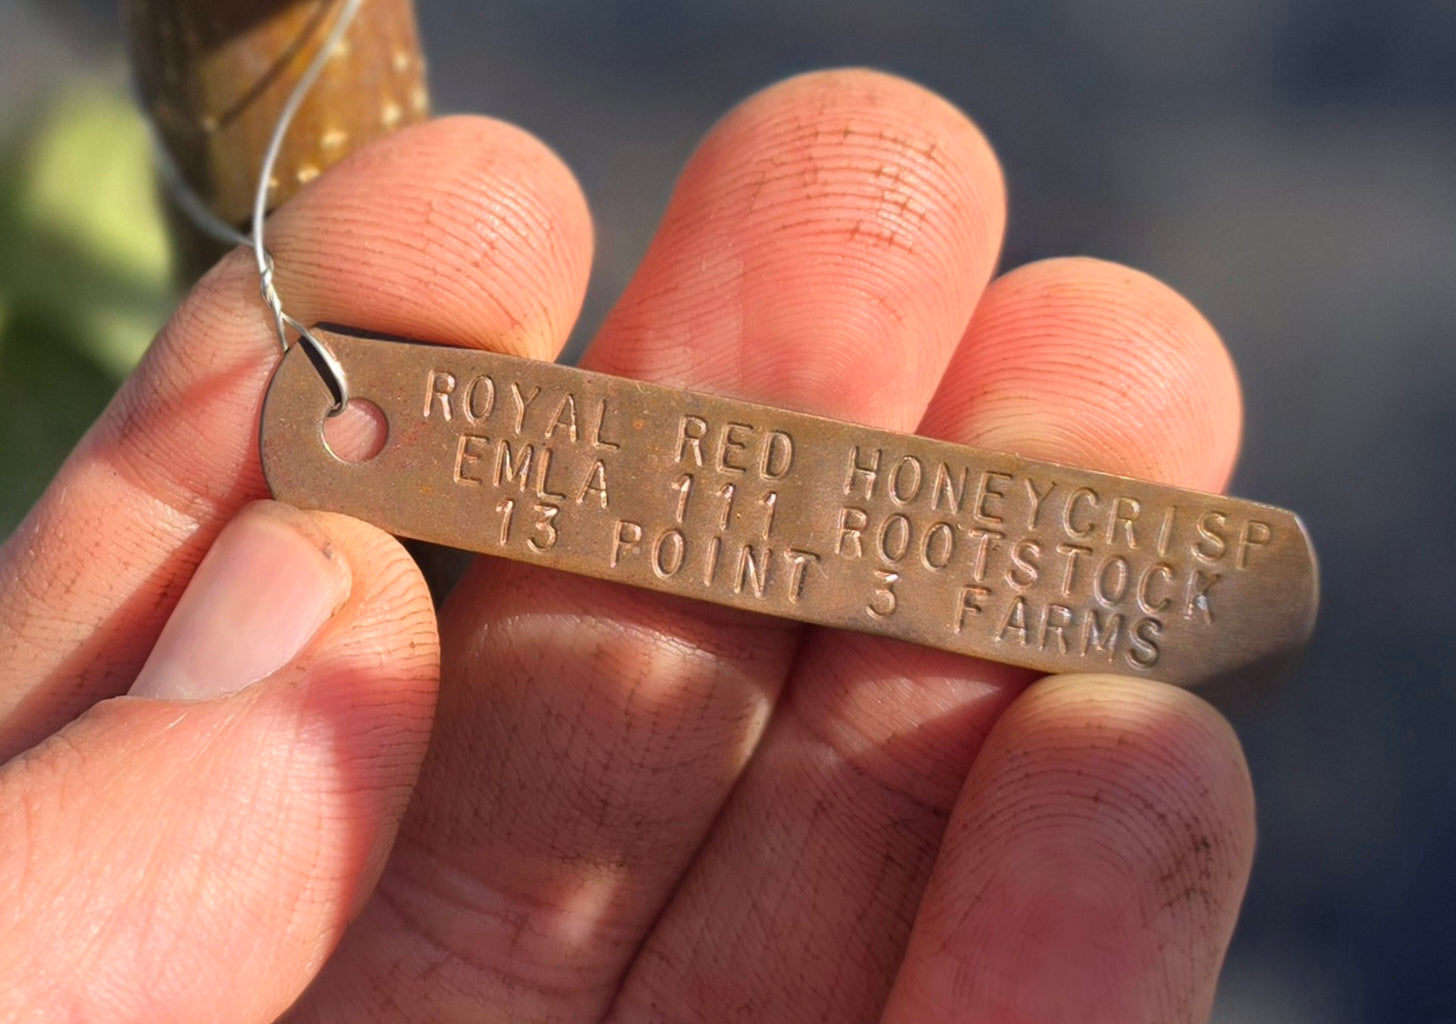 ROYAL RED HONEYCRISP
EMLA 111 ROOTSTOCK
13 POINT 3 FARMS